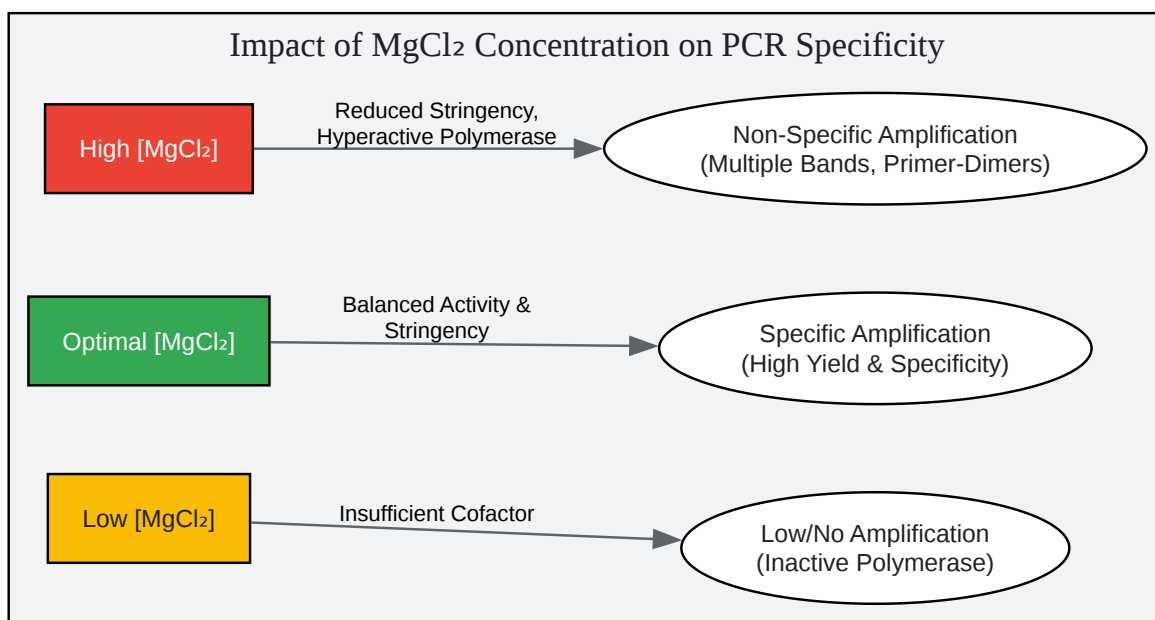 Impact of MgCl₂ Concentration on PCR Specificity
High [MgCl₂]
Reduced Stringency,
Hyperactive Polymerase
Non-Specific Amplification
(Multiple Bands, Primer-Dimers)
Optimal [MgCl₂]
Balanced Activity &
Stringency
Specific Amplification
(High Yield & Specificity)
Low [MgCl₂]
Insufficient Cofactor
Low/No Amplification
(Inactive Polymerase)